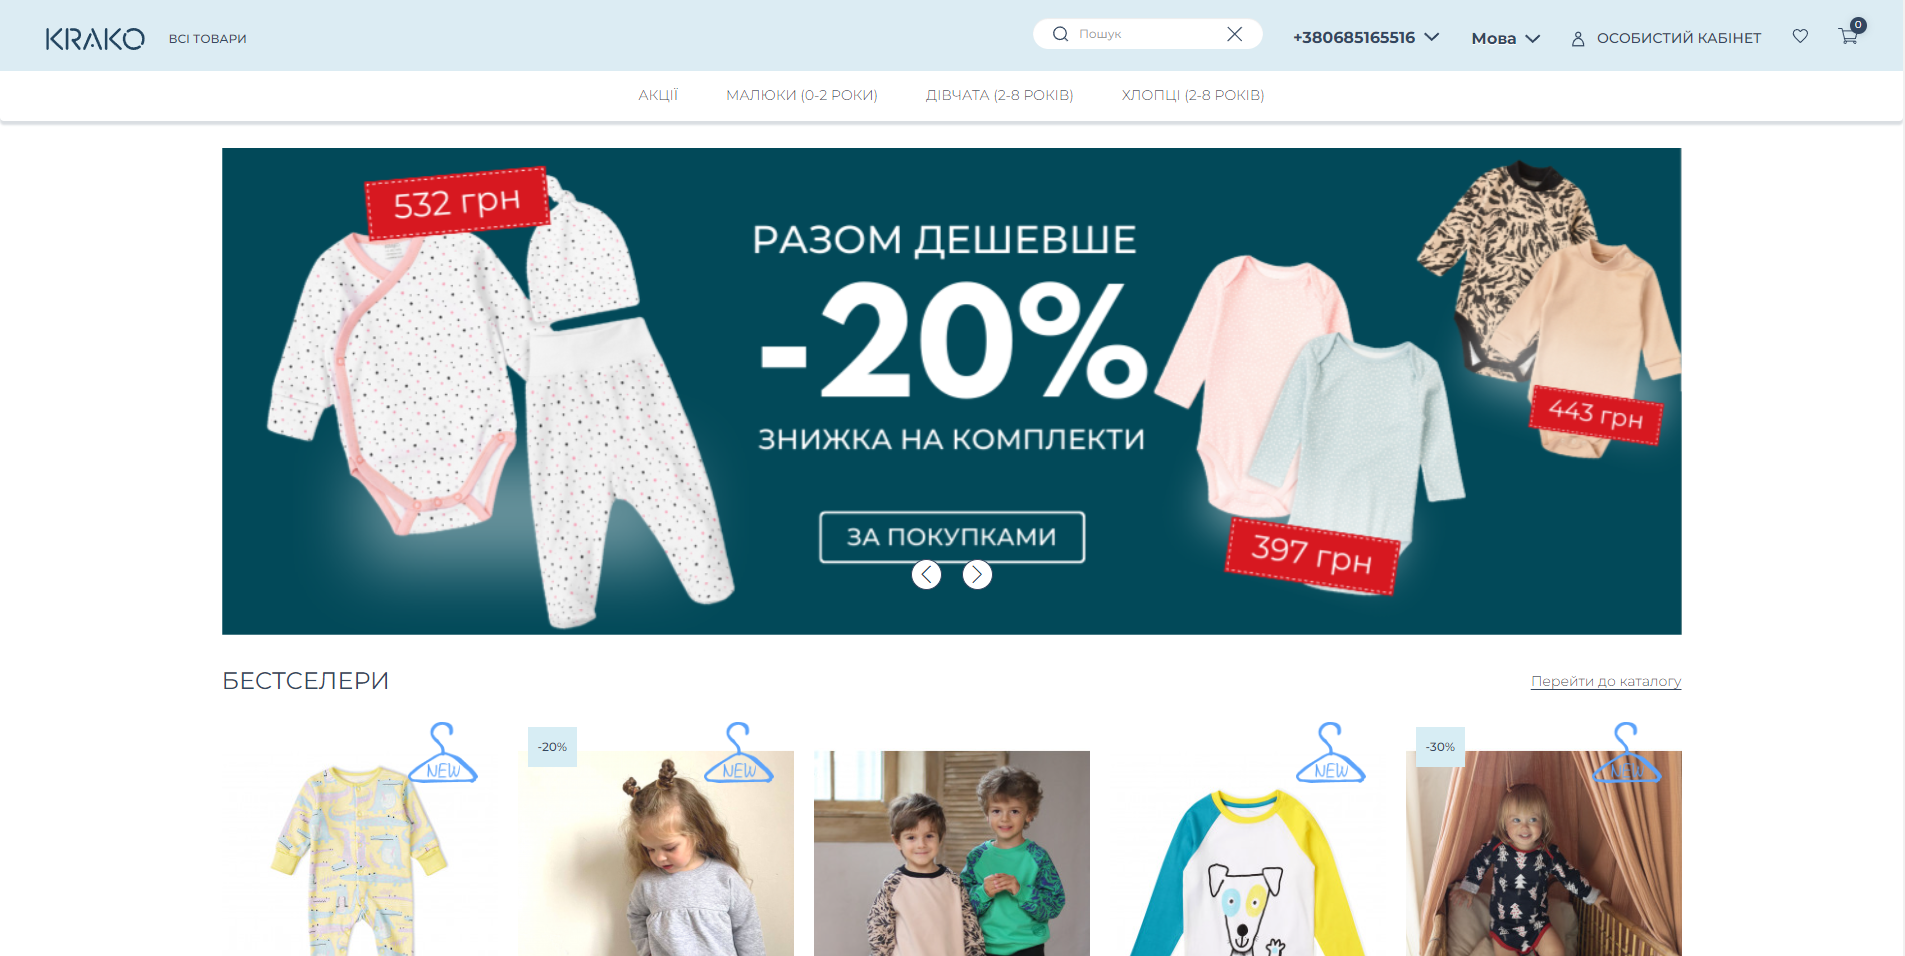 KRAKO
ВСІ ТОВАРИ
Пошук
+380685165516
Мова
ОСОБИСТИЙ КАБІНЕТ
0
АКЦІЇ
МАЛЮКИ (0-2 РОКИ)
ДІВЧАТА (2-8 РОКІВ)
ХЛОПЦІ (2-8 РОКІВ)
532 грн
РАЗОМ ДЕШЕВШЕ
-20%
ЗНИЖКА НА КОМПЛЕКТИ
ЗА ПОКУПКАМИ
443 грн
397 грн
БЕСТСЕЛЕРИ
Перейти до каталогу
NEW
-20%
NEW
NEW
-30%
NEW